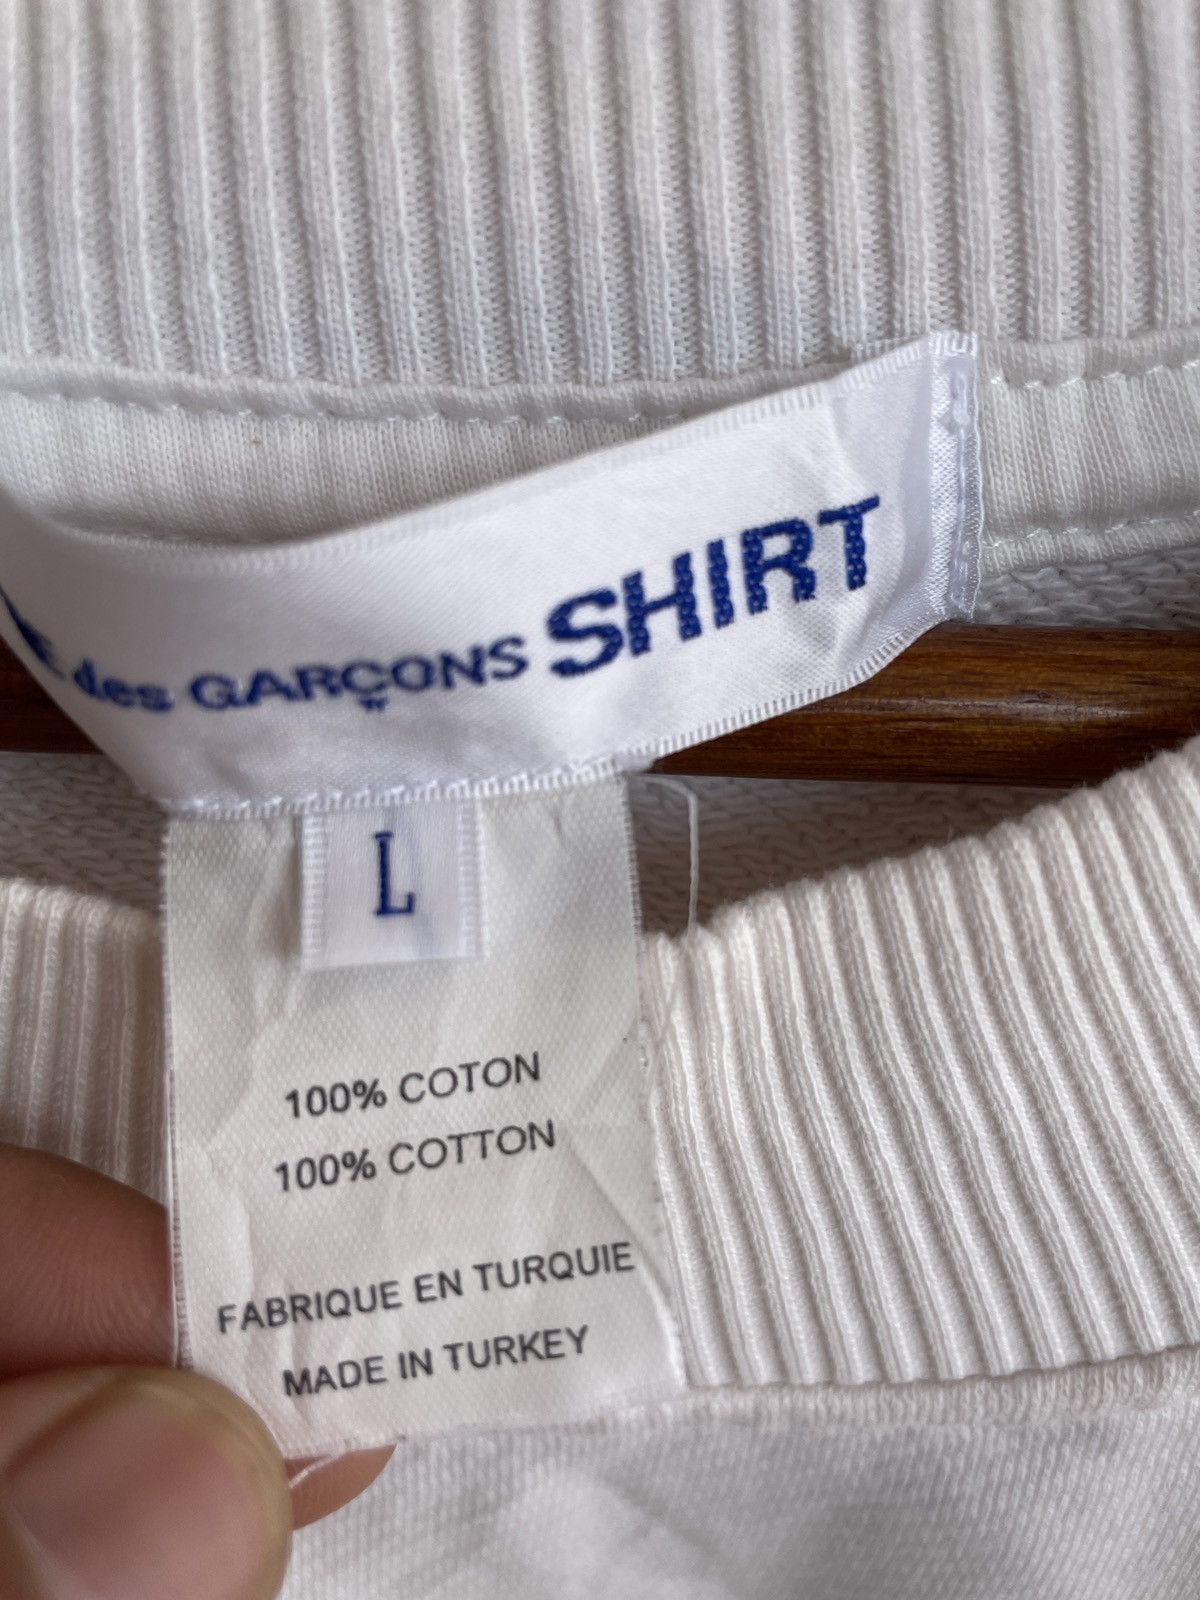 des GARÇONS SHIRT
L
100% COTON
100% COTTON
FABRIQUE EN TURQUIE
MADE IN TURKEY